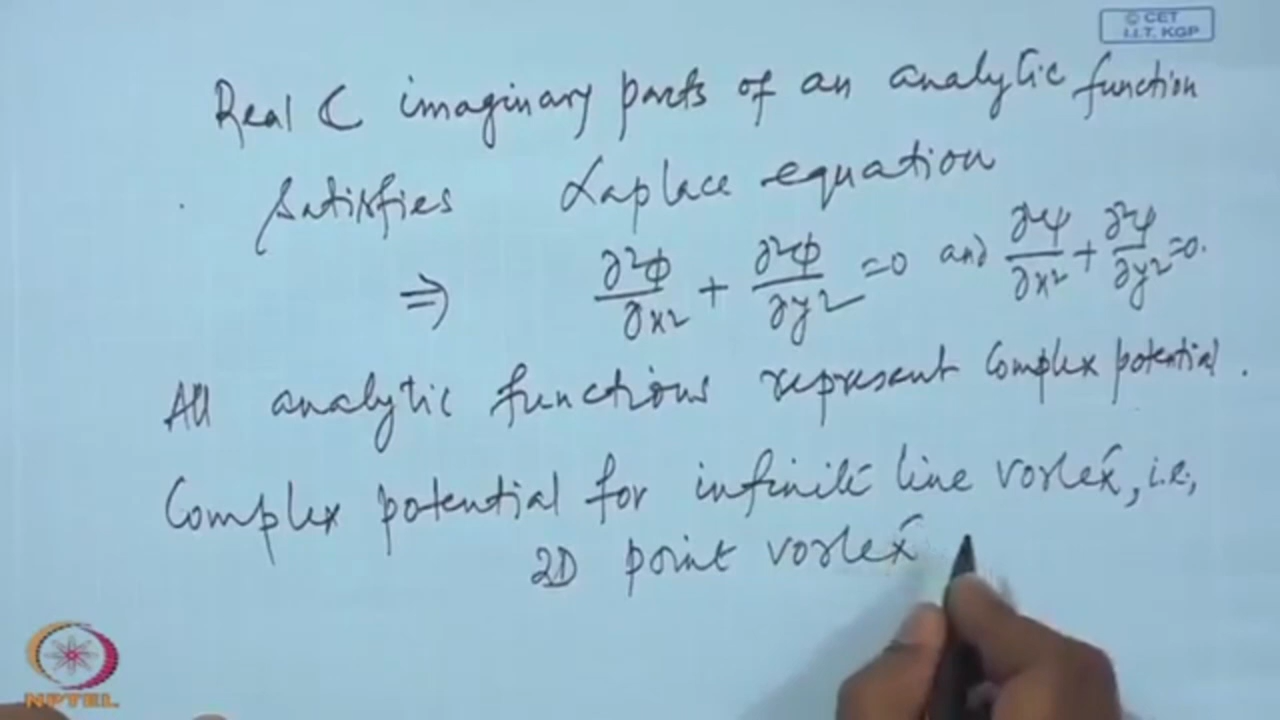 © CET
I.I.T. KGP
Real & imaginary parts of an analytic function
satisfies Laplace equation
⇒ ∂²φ/∂x² + ∂²φ/∂y² =0 and ∂²ψ/∂x² + ∂²ψ/∂y² =0.
All analytic functions represent complex potential.
Complex potential for infinite line vortex, i.e.,
2D point vortex
NPTEL